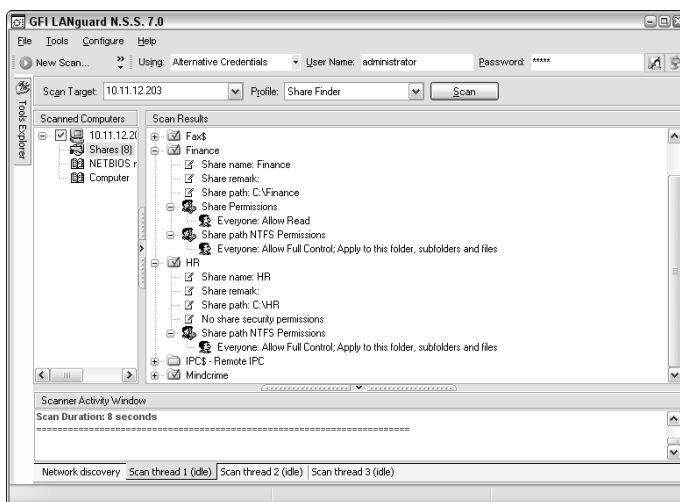 GFI LANguard N.S.S. 7.0
File Tools Configure Help
New Scan... » Using: Alternative Credentials User Name: administrator Password: *****
Scan Target: 10.11.12.203 Profile: Share Finder Scan
Tools Explorer
Scanned Computers
10.11.12.20
Shares (8)
NETBIOS r
Computer
Scan Results
Fax$
Finance
Share name: Finance
Share remark:
Share path: C:\Finance
Share Permissions
Everyone: Allow Read
Share path NTFS Permissions
Everyone: Allow Full Control; Apply to this folder, subfolders and files
HR
Share name: HR
Share remark:
Share path: C:\HR
No share security permissions
Share path NTFS Permissions
Everyone: Allow Full Control; Apply to this folder, subfolders and files
IPC$ - Remote IPC
Mindcrime
Scanner Activity Window
Scan Duration: 8 seconds
Network discovery Scan thread 1 (idle) Scan thread 2 (idle) Scan thread 3 (idle)